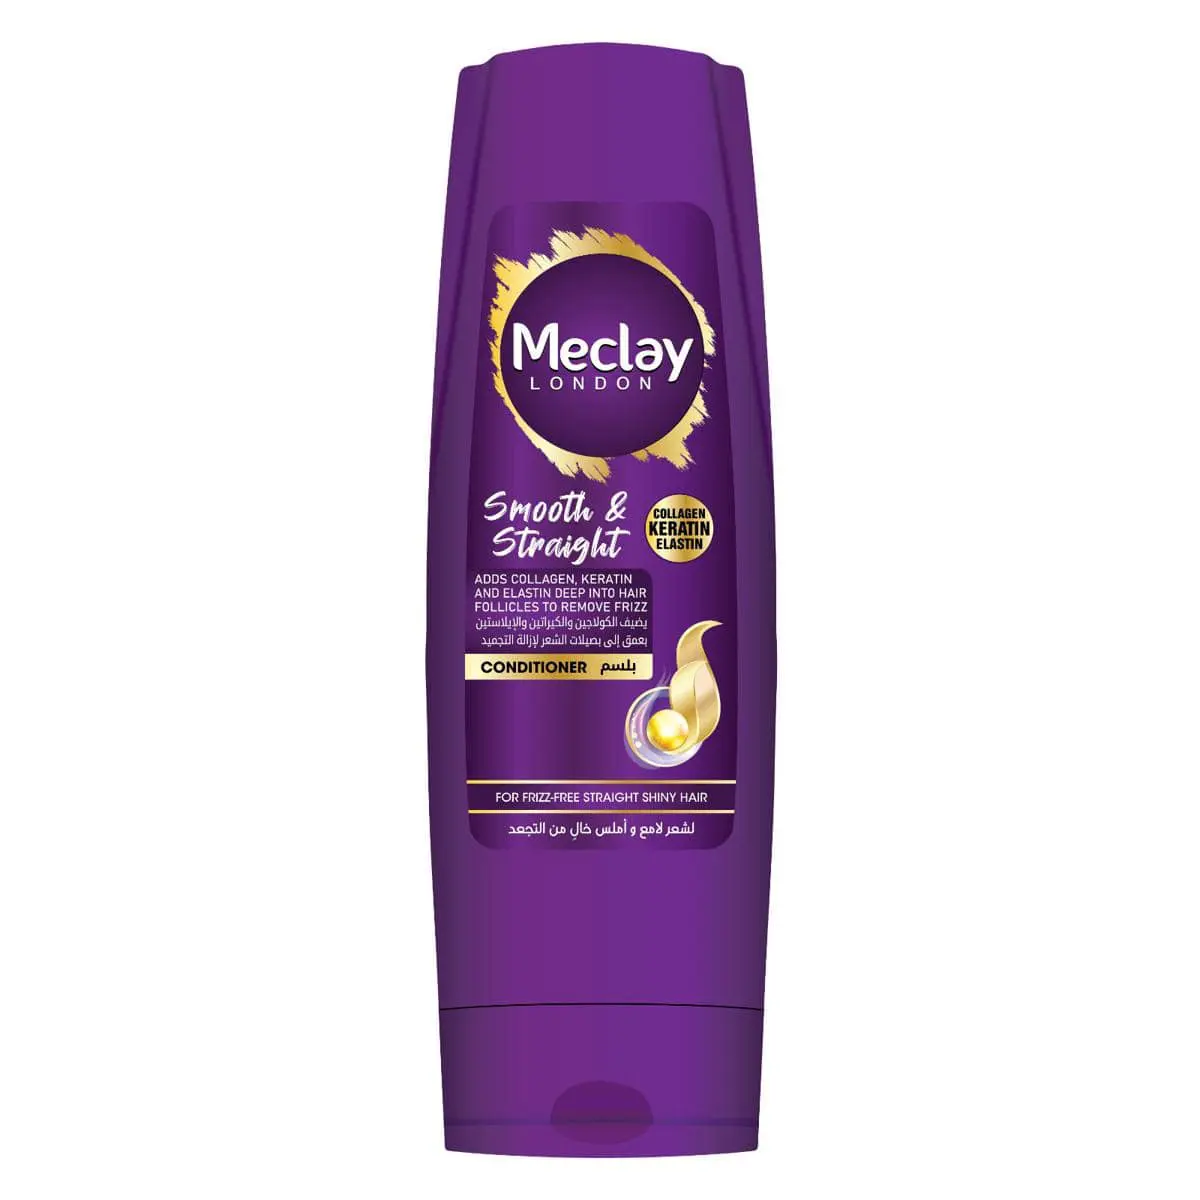 Meclay
LONDON
Smooth &
Straight
COLLAGEN
KERATIN
ELASTIN
ADDS COLLAGEN, KERATIN
AND ELASTIN DEEP INTO HAIR
FOLLICLES TO REMOVE FRIZZ
يضيف الكولاجين والكيراتين والإيلاستين
بعمق إلى بصيلات الشعر لإزالة التجميد
CONDITIONER بلسم
FOR FRIZZ-FREE STRAIGHT SHINY HAIR
لشعر لامع و أملس خالٍ من التجعد